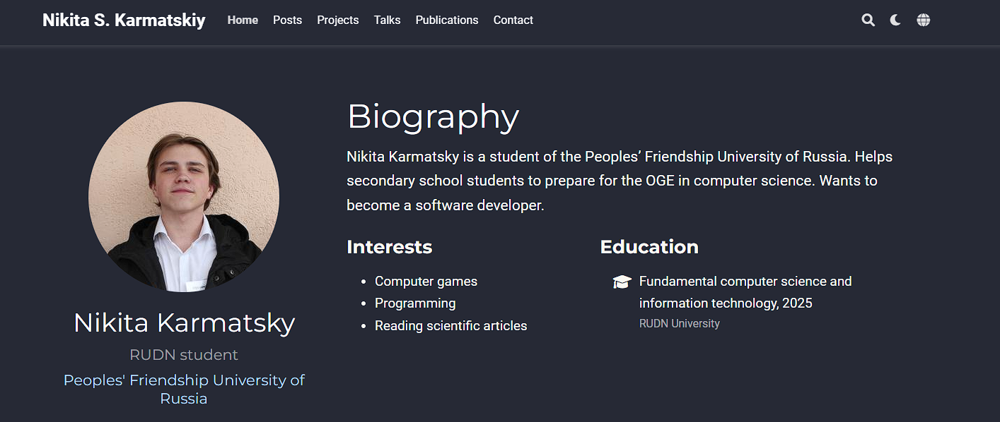 Nikita S. Karmatskiy Home Posts Projects Talks Publications Contact
Nikita Karmatsky
RUDN student
Peoples' Friendship University of
Russia
Biography
Nikita Karmatsky is a student of the Peoples’ Friendship University of Russia. Helps
secondary school students to prepare for the OGE in computer science. Wants to
become a software developer.
Interests
Computer games
Programming
Reading scientific articles
Education
Fundamental computer science and
information technology, 2025
RUDN University